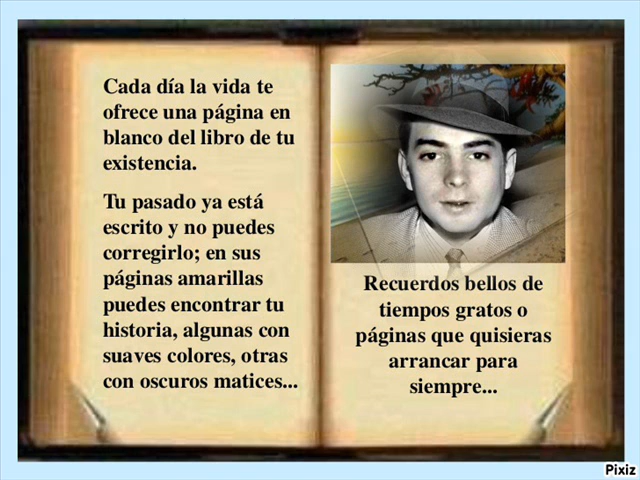 Cada día la vida te
ofrece una página en
blanco del libro de tu
existencia.
Tu pasado ya está
escrito y no puedes
corregirlo; en sus
páginas amarillas
puedes encontrar tu
historia, algunas con
suaves colores, otras
con oscuros matices...
Recuerdos bellos de
tiempos gratos o
páginas que quisieras
arrancar para
siempre...
Pixiz